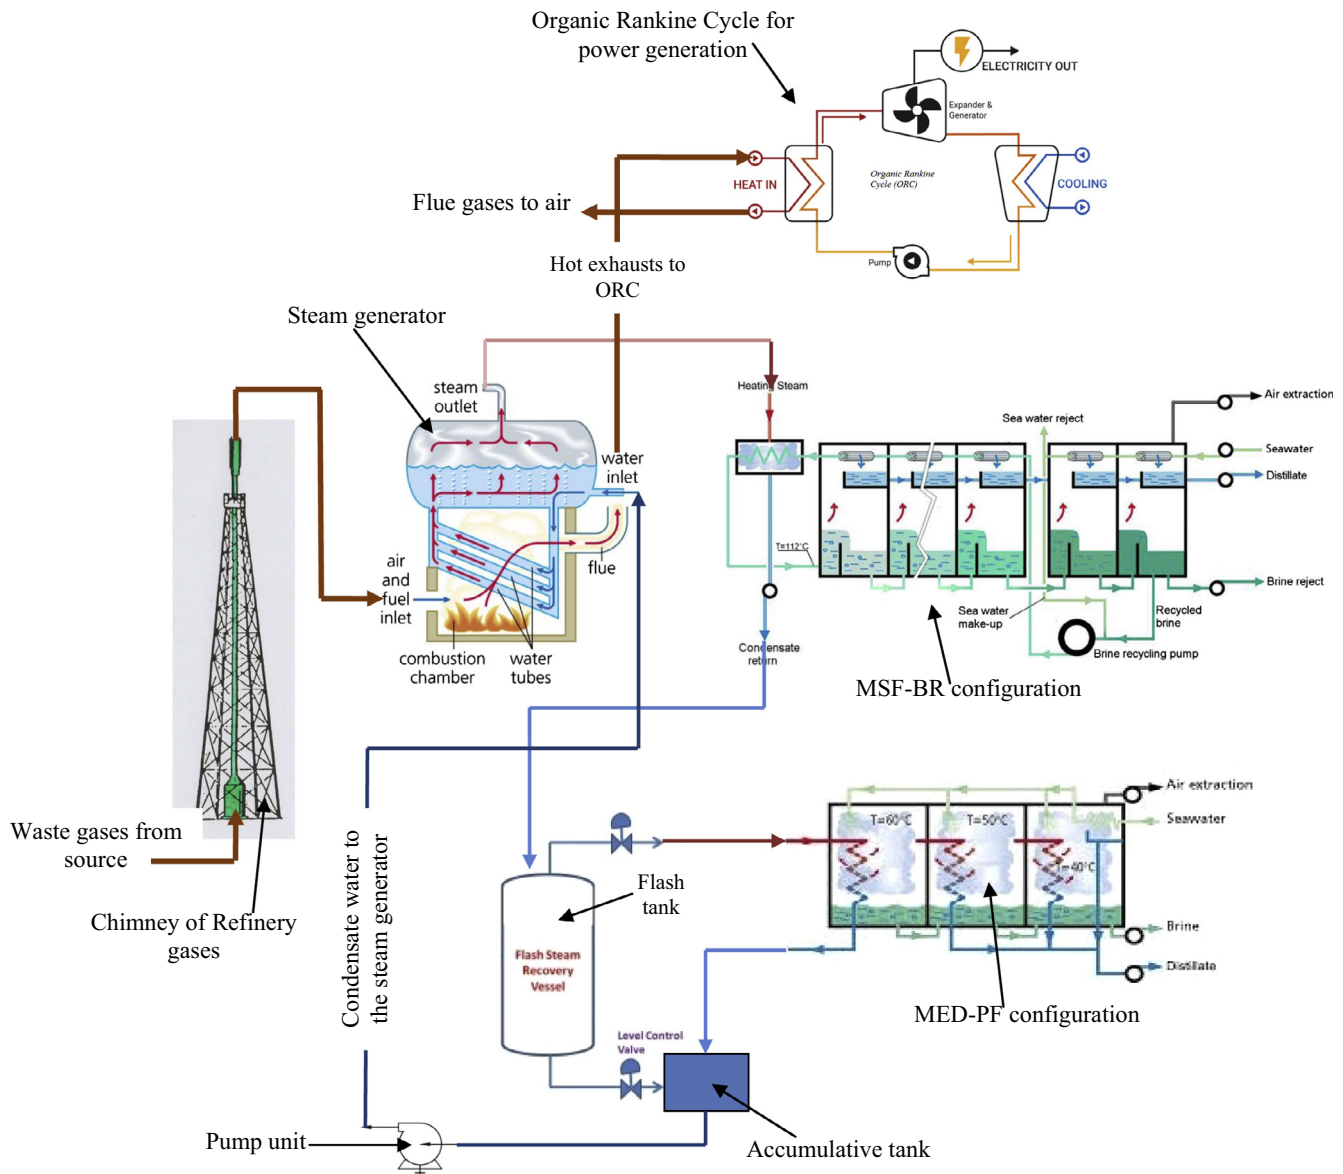 Organic Rankine Cycle for
power generation
ELECTRICITY OUT
Expander &
Generator
HEAT IN
Organic Rankine
Cycle (ORC)
COOLING
Flue gases to air
Pump
Hot exhausts to
ORC
Steam generator
steam
outlet
water
inlet
Heating Steam
Sea water reject
Air extraction
Seawater
Distillate
T=112°C
flue
air
and
fuel
inlet
Brine reject
Sea water
make-up
Recycled
brine
combustion
chamber
water
tubes
Condensate
return
Brine recycling pump
MSF-BR configuration
Waste gases from
source
Chimney of Refinery
gases
Condensate water to
the steam generator
Air extraction
Seawater
T=60°C
T=50°C
T=40°C
Flash
tank
Flash Steam
Recovery
Vessel
Brine
Distillate
MED-PF configuration
Level Control
Valve
Pump unit
Accumulative tank